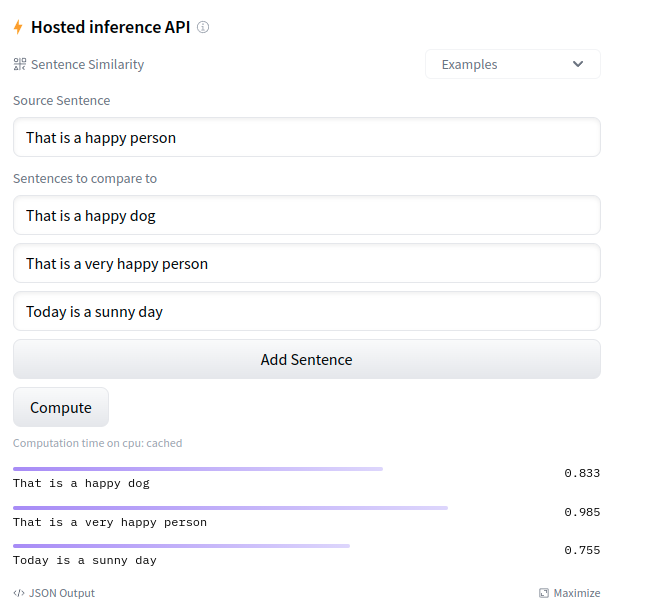 Hosted inference API
Sentence Similarity
Examples
Source Sentence
That is a happy person
Sentences to compare to
That is a happy dog
That is a very happy person
Today is a sunny day
Add Sentence
Compute
Computation time on cpu: cached
That is a happy dog 0.833
That is a very happy person 0.985
Today is a sunny day 0.755
</> JSON Output
Maximize